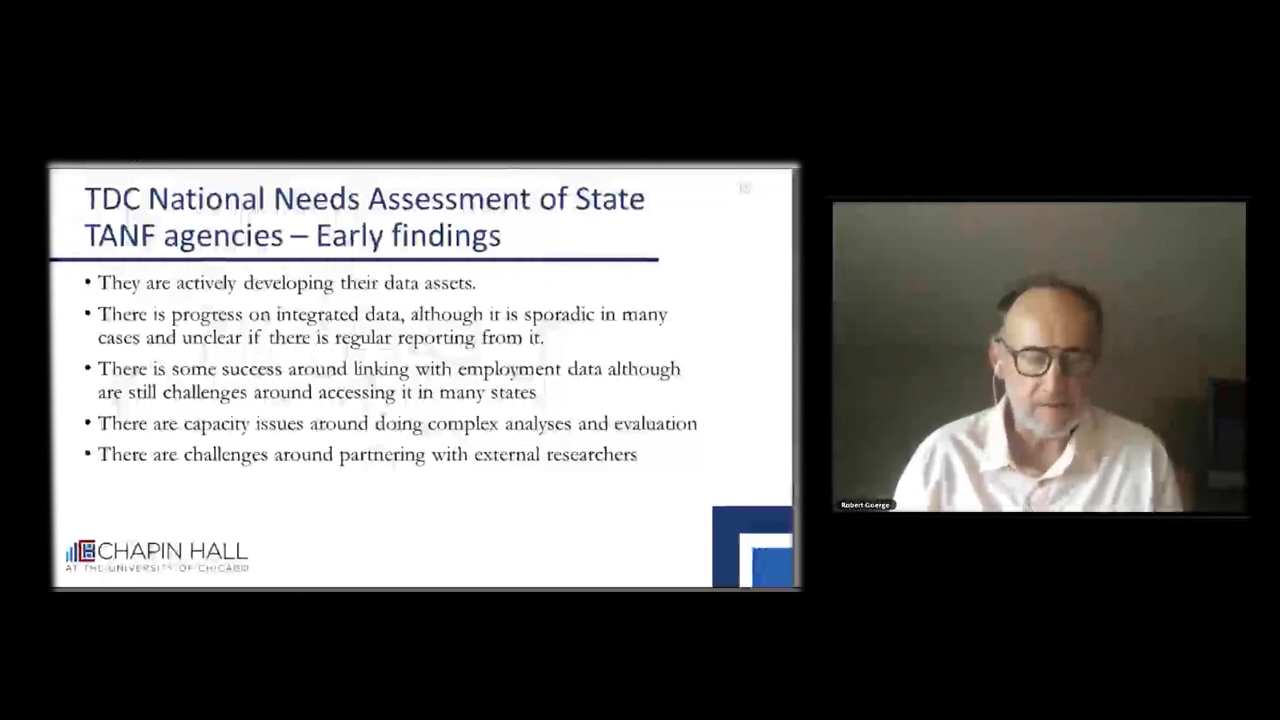 TDC National Needs Assessment of State
TANF agencies – Early findings
• They are actively developing their data assets.
• There is progress on integrated data, although it is sporadic in many
cases and unclear if there is regular reporting from it.
• There is some success around linking with employment data although
are still challenges around accessing it in many states
• There are capacity issues around doing complex analyses and evaluation
• There are challenges around partnering with external researchers
CHAPIN HALL
AT THE UNIVERSITY OF CHICAGO
Robert Goerge